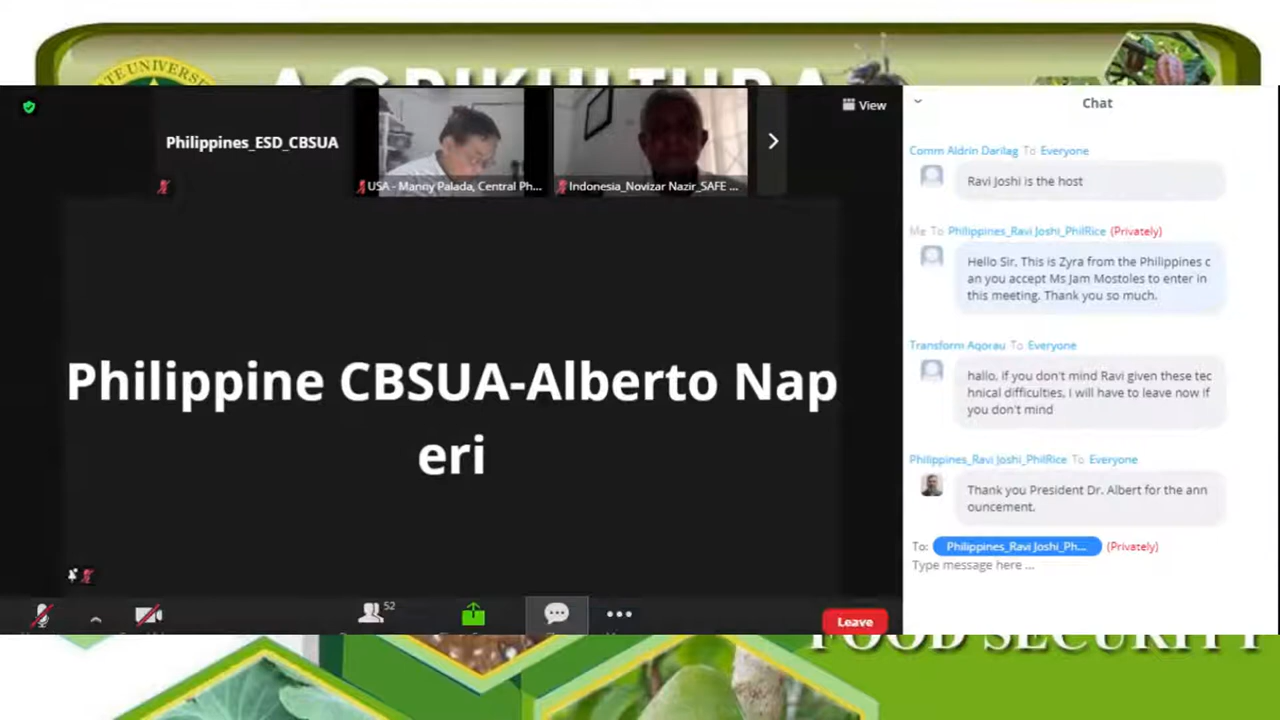 TE UNIVERS
AGRIKULTURA
Philippines_ESD_CBSUA
USA - Manny Palada, Central Ph...
Indonesia_Novizar Nazir_SAFE ...
View
Philippine CBSUA-Alberto Nap
eri
52
Leave
Chat
Comm Aldrin Darilag To Everyone
Ravi Joshi is the host
Me To Philippines_Ravi Joshi_PhilRice (Privately)
Hello Sir, This is Zyra from the Philippines c
an you accept Ms Jam Mostoles to enter in
this meeting. Thank you so much.
Transform Aqorau To Everyone
hallo, if you don't mind Ravi given these tec
hnical difficulties, I will have to leave now if
you don't mind
Philippines_Ravi Joshi_PhilRice To Everyone
Thank you President Dr. Albert for the ann
ouncement.
To: Philippines_Ravi Joshi_Ph... (Privately)
Type message here ...
FOOD SECURITY